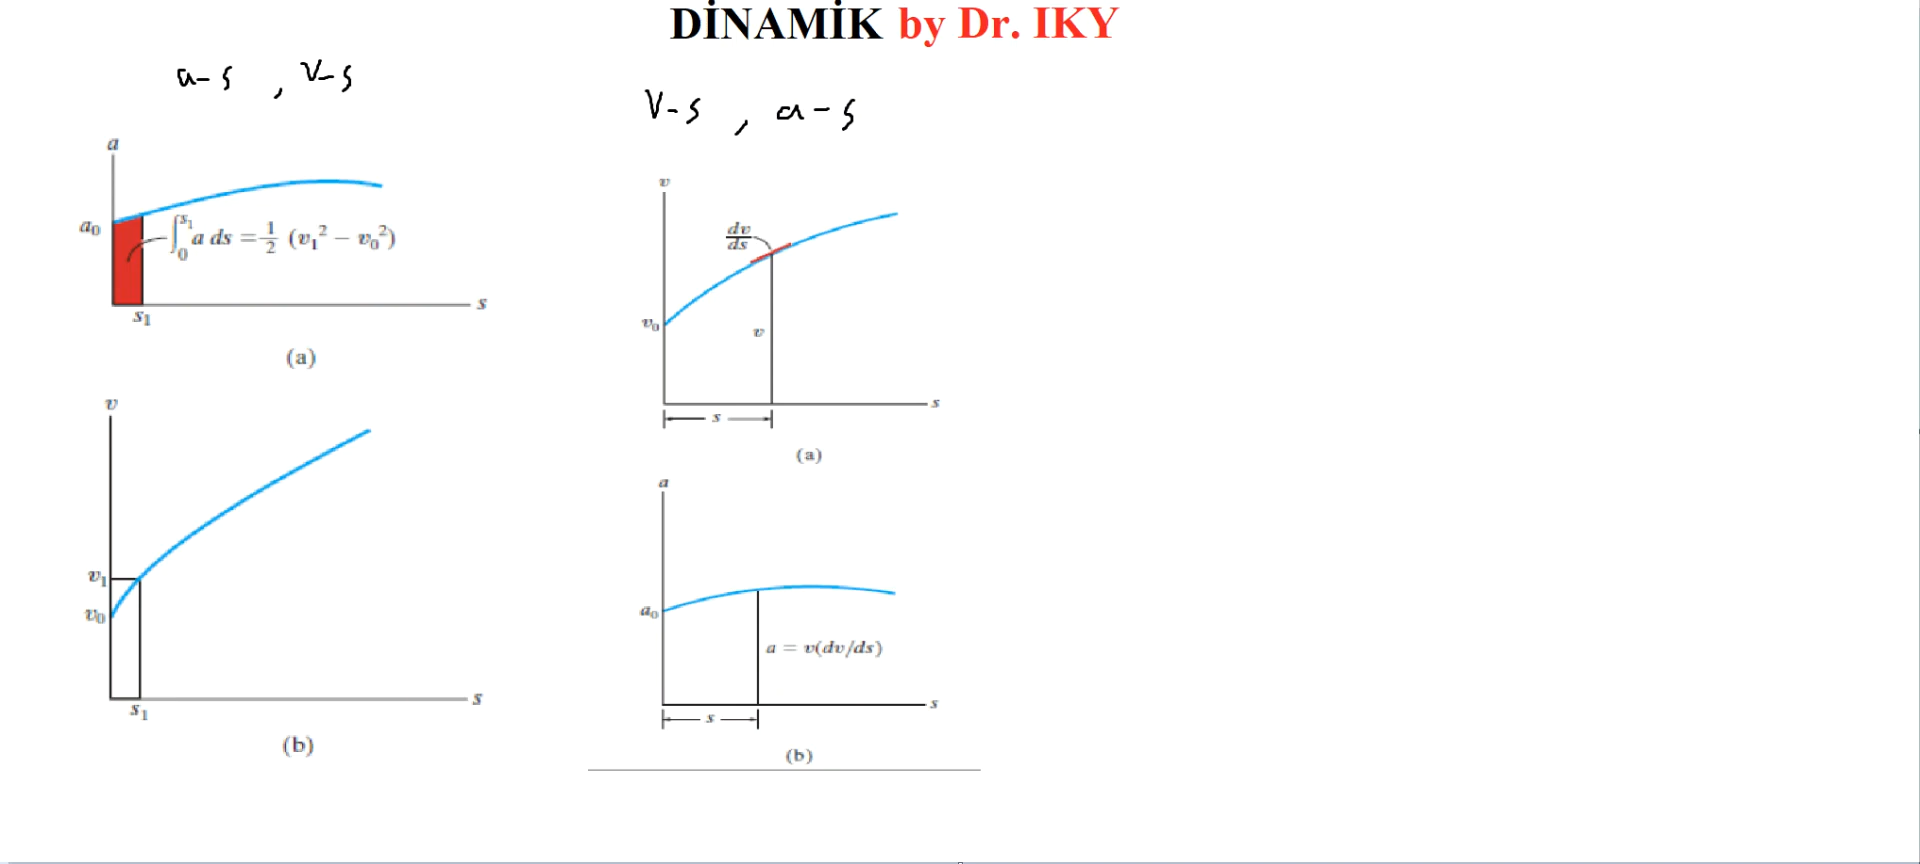 DİNAMİK by Dr. IKY
a-s , v-s
a
a₀
∫₀^s₁ a ds = 1/2 (v₁² − v₀²)
s
s₁
(a)
v
v₁
v₀
s
s₁
(b)
v-s , a-s
v
dv/ds
v₀
v
s
s
(a)
a
a₀
a = v(dv/ds)
s
s
(b)